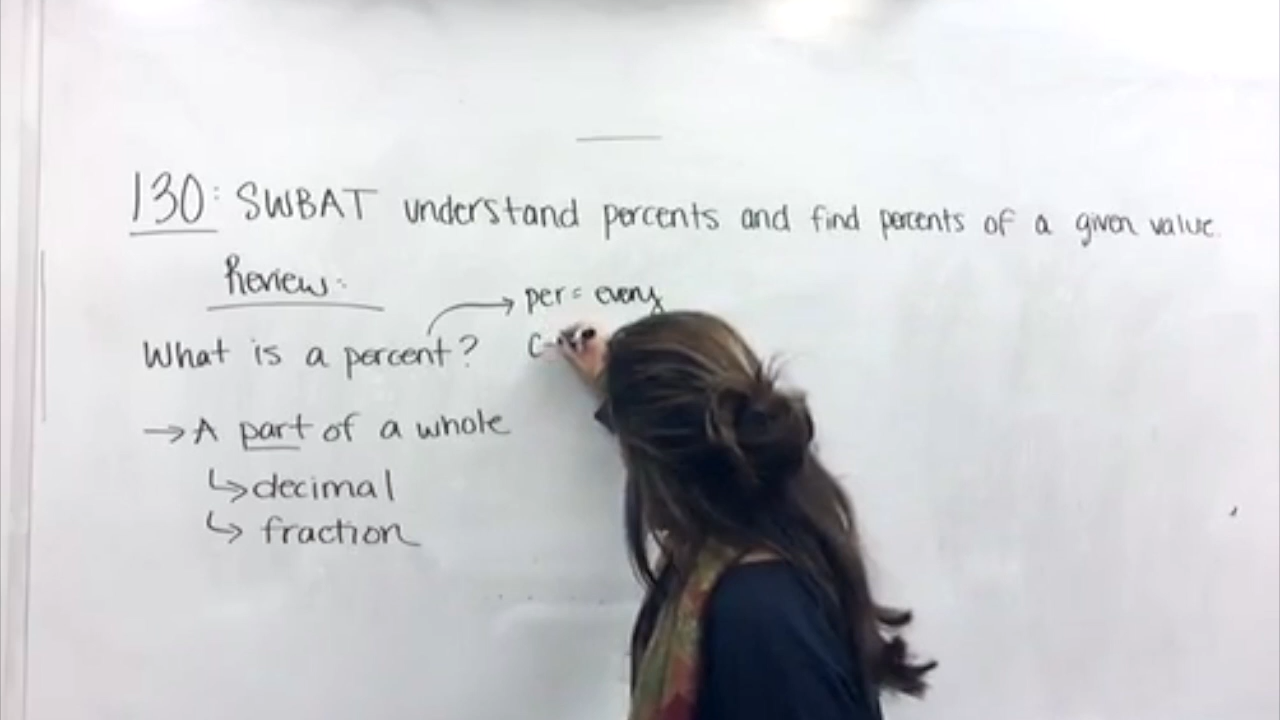 130: SWBAT understand percents and find percents of a given value.
Review:
What is a percent?
per = every
→ A part of a whole
↳ decimal
↳ fraction